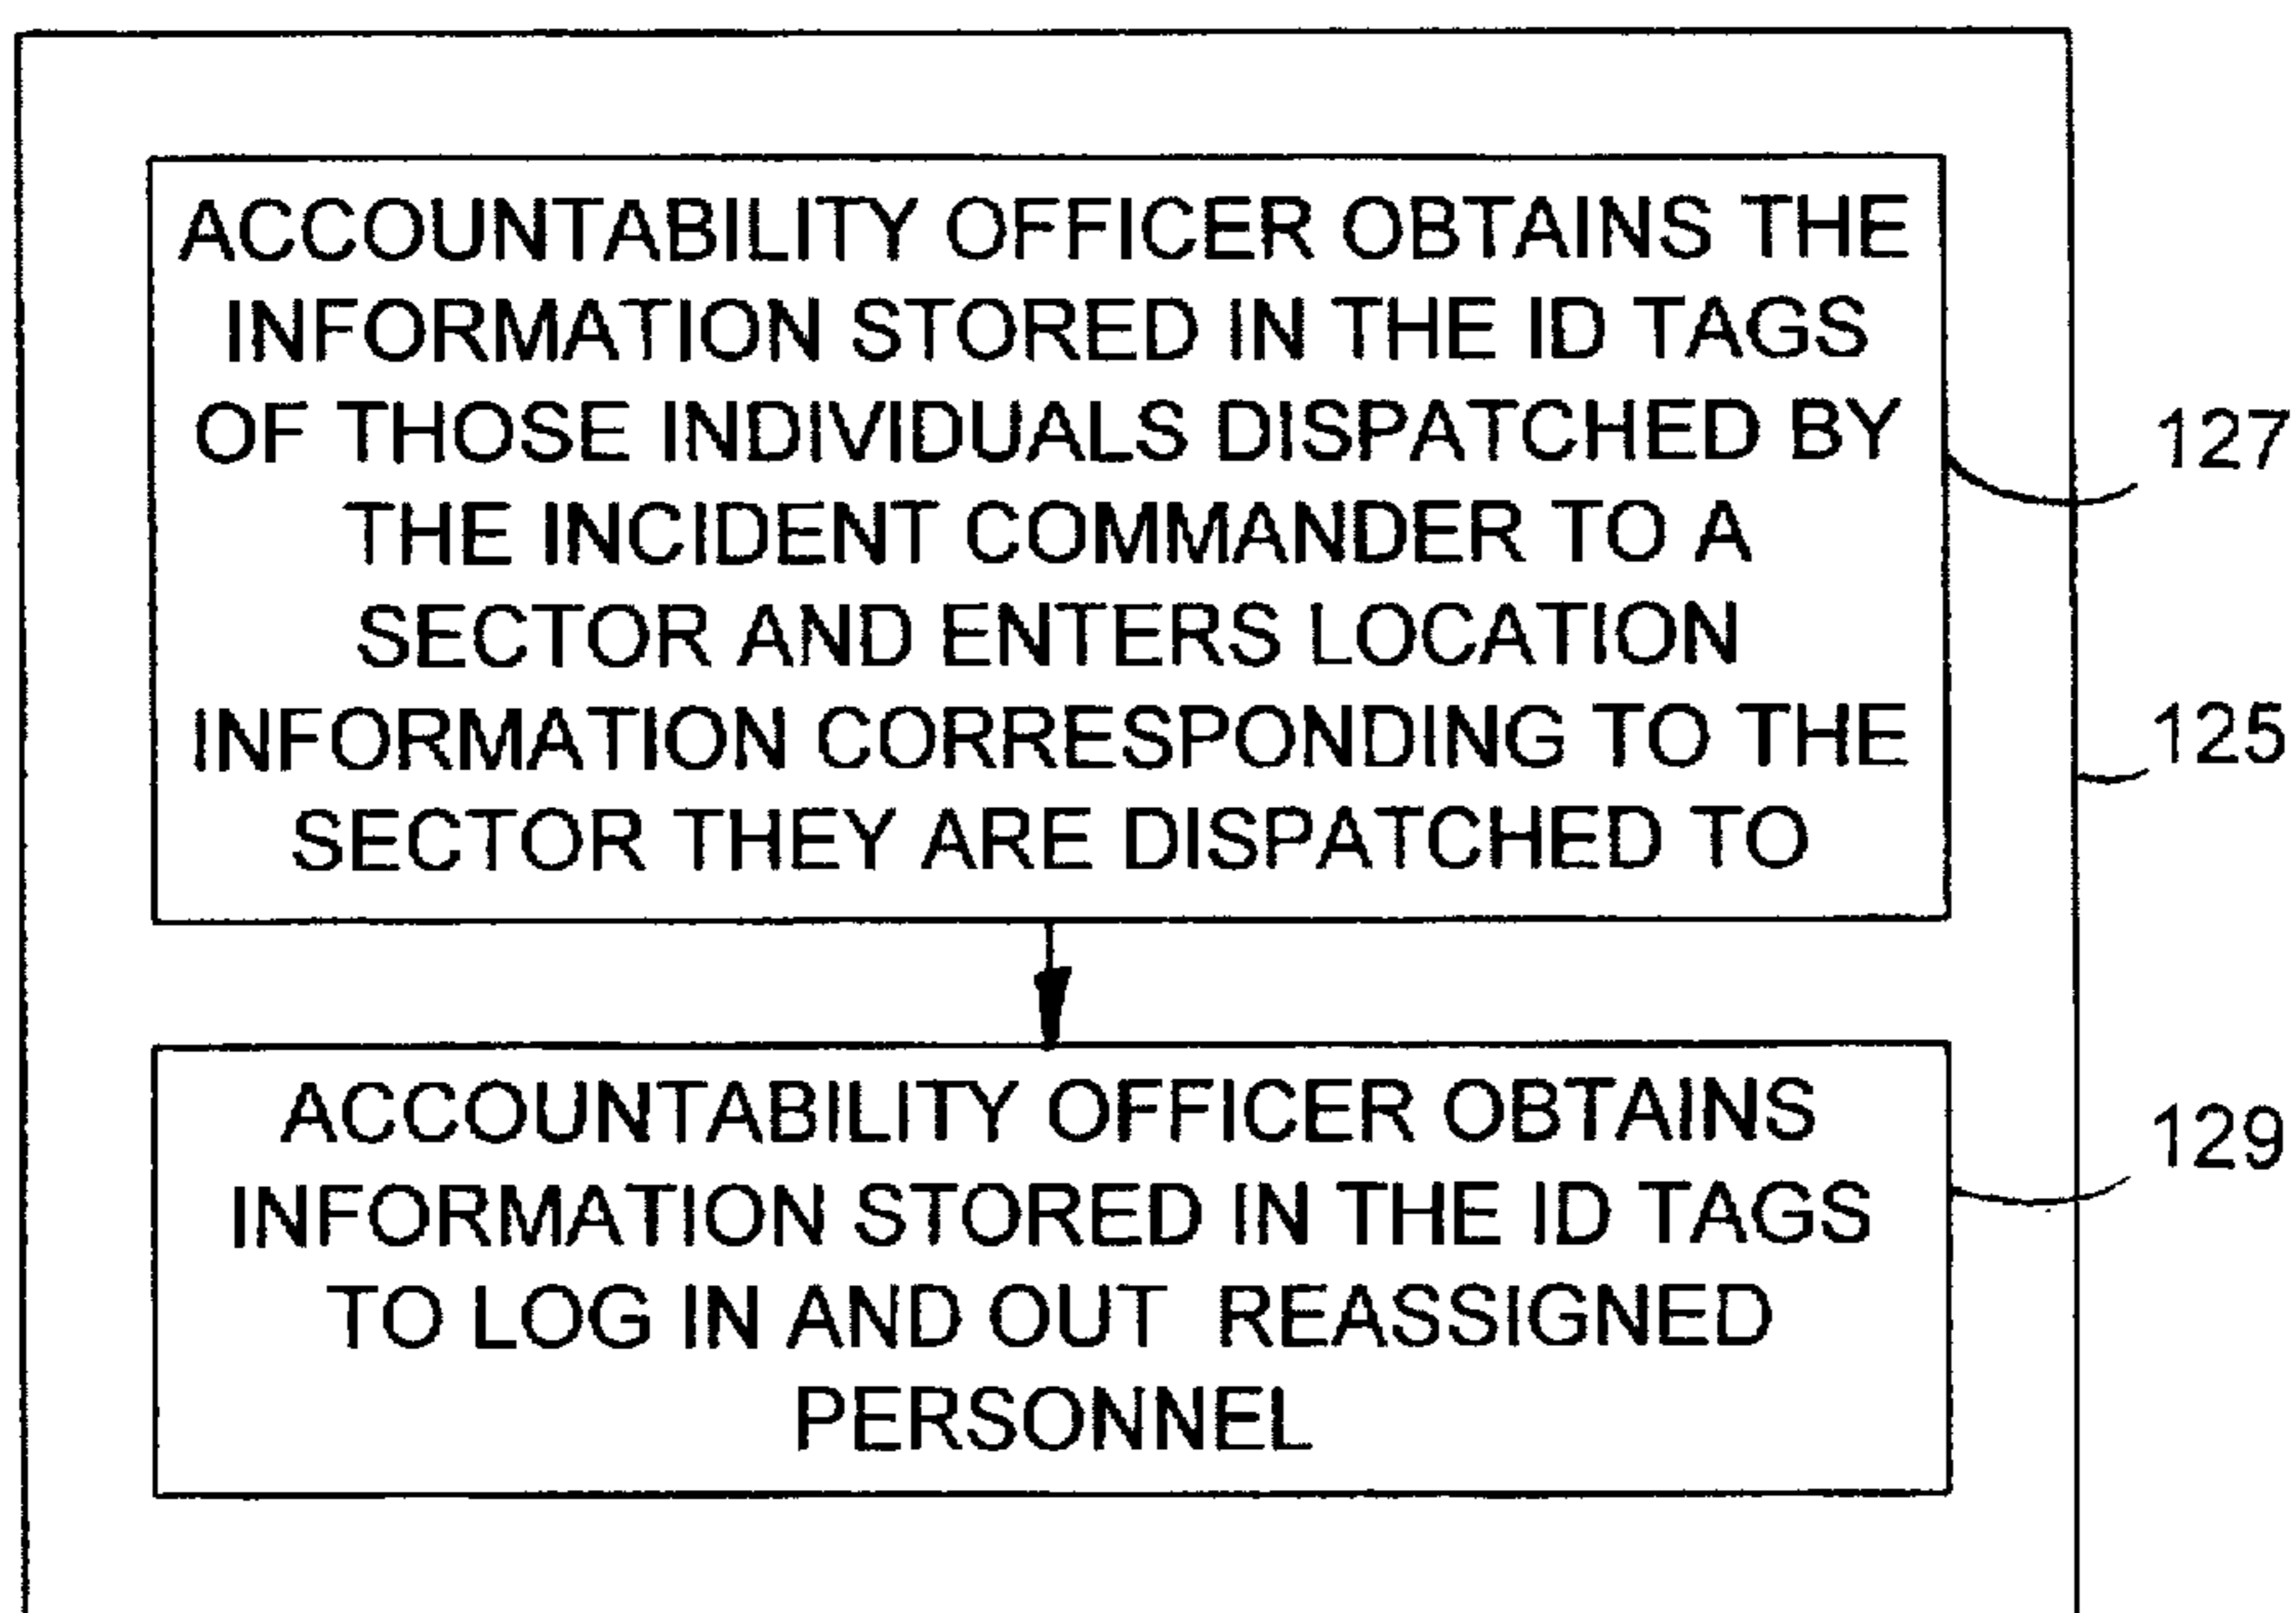 ACCOUNTABILITY OFFICER OBTAINS THE
INFORMATION STORED IN THE ID TAGS
OF THOSE INDIVIDUALS DISPATCHED BY
THE INCIDENT COMMANDER TO A
SECTOR AND ENTERS LOCATION
INFORMATION CORRESPONDING TO THE
SECTOR THEY ARE DISPATCHED TO
127
125
ACCOUNTABILITY OFFICER OBTAINS
INFORMATION STORED IN THE ID TAGS
TO LOG IN AND OUT REASSIGNED
PERSONNEL
129